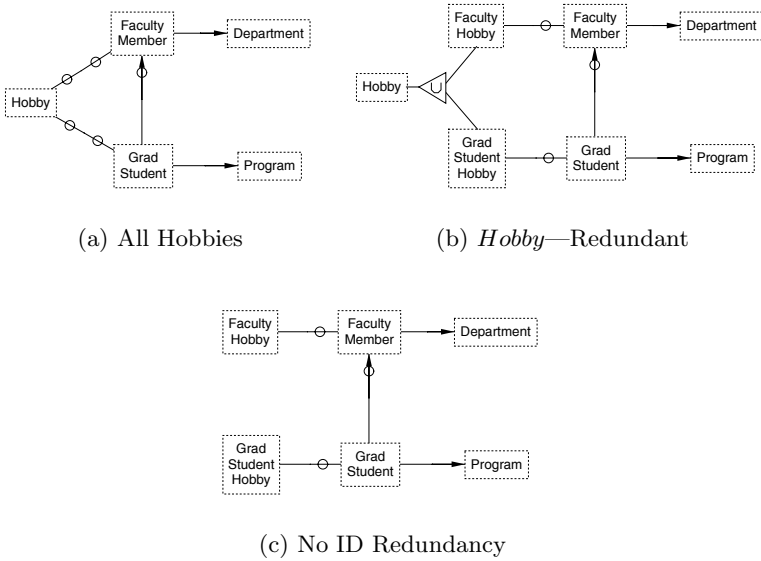 Faculty
Member
Department
Hobby
Grad
Student
Program
(a) All Hobbies
Faculty
Hobby
Faculty
Member
Department
Hobby
∪
Grad
Student
Hobby
Grad
Student
Program
(b) Hobby—Redundant
Faculty
Hobby
Faculty
Member
Department
Grad
Student
Hobby
Grad
Student
Program
(c) No ID Redundancy